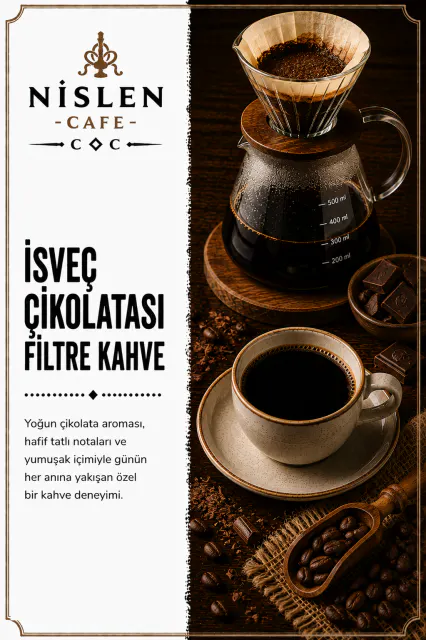 NİSLEN
-CAFE-
C C
İSVEÇ
ÇİKOLATASI
FİLTRE KAHVE
Yoğun çikolata aroması,
hafif tatlı notaları ve
yumuşak içimiyle günün
her anına yakışan özel
bir kahve deneyimi.
500 ml
400 ml
300 ml
200 ml